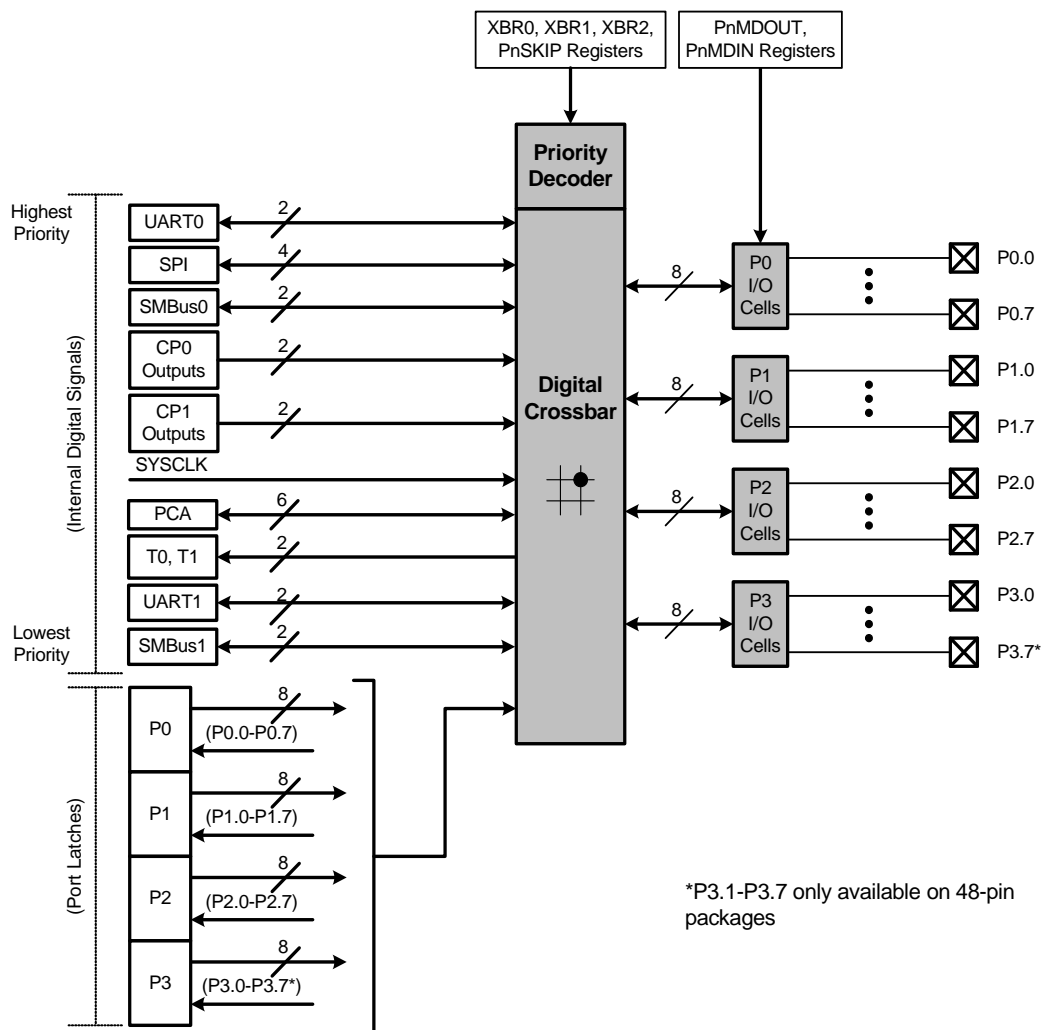 XBR0, XBR1, XBR2,
PnSKIP Registers
PnMDOUT,
PnMDIN Registers
Priority
Decoder
Highest
Priority
UART0
2
SPI
4
SMBus0
2
CP0
Outputs
2
CP1
Outputs
2
SYSCLK
PCA
6
T0, T1
2
UART1
2
SMBus1
2
Lowest
Priority
(Internal Digital Signals)
Digital
Crossbar
8
P0
I/O
Cells
P0.0
P0.7
8
P1
I/O
Cells
P1.0
P1.7
8
P2
I/O
Cells
P2.0
P2.7
8
P3
I/O
Cells
P3.0
P3.7*
(Port Latches)
P0
8
(P0.0-P0.7)
P1
8
(P1.0-P1.7)
P2
8
(P2.0-P2.7)
P3
8
(P3.0-P3.7*)
*P3.1-P3.7 only available on 48-pin
packages